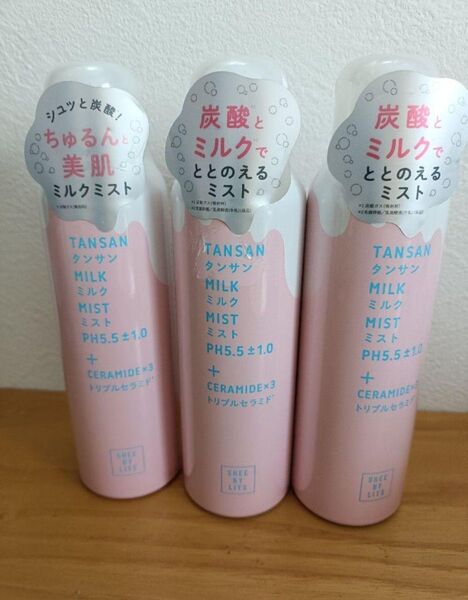 シュッと炭酸！
ちゅるんと
美肌
ミルクミスト
TANSAN
タンサン
MILK
ミルク
MIST
ミスト
PH5.5±1.0
+
CERAMIDE×3
トリプルセラミド*
炭酸と
ミルクで
ととのえる
ミスト
TANSAN
タンサン
MILK
ミルク
MIST
ミスト
PH5.5±1.0
+
CERAMIDE×3
トリプルセラミド*
炭酸と
ミルクで
ととのえる
ミスト
TANSAN
タンサン
MILK
ミルク
MIST
ミスト
PH5.5±1.0
+
CERAMIDE×3
トリプルセラミド*